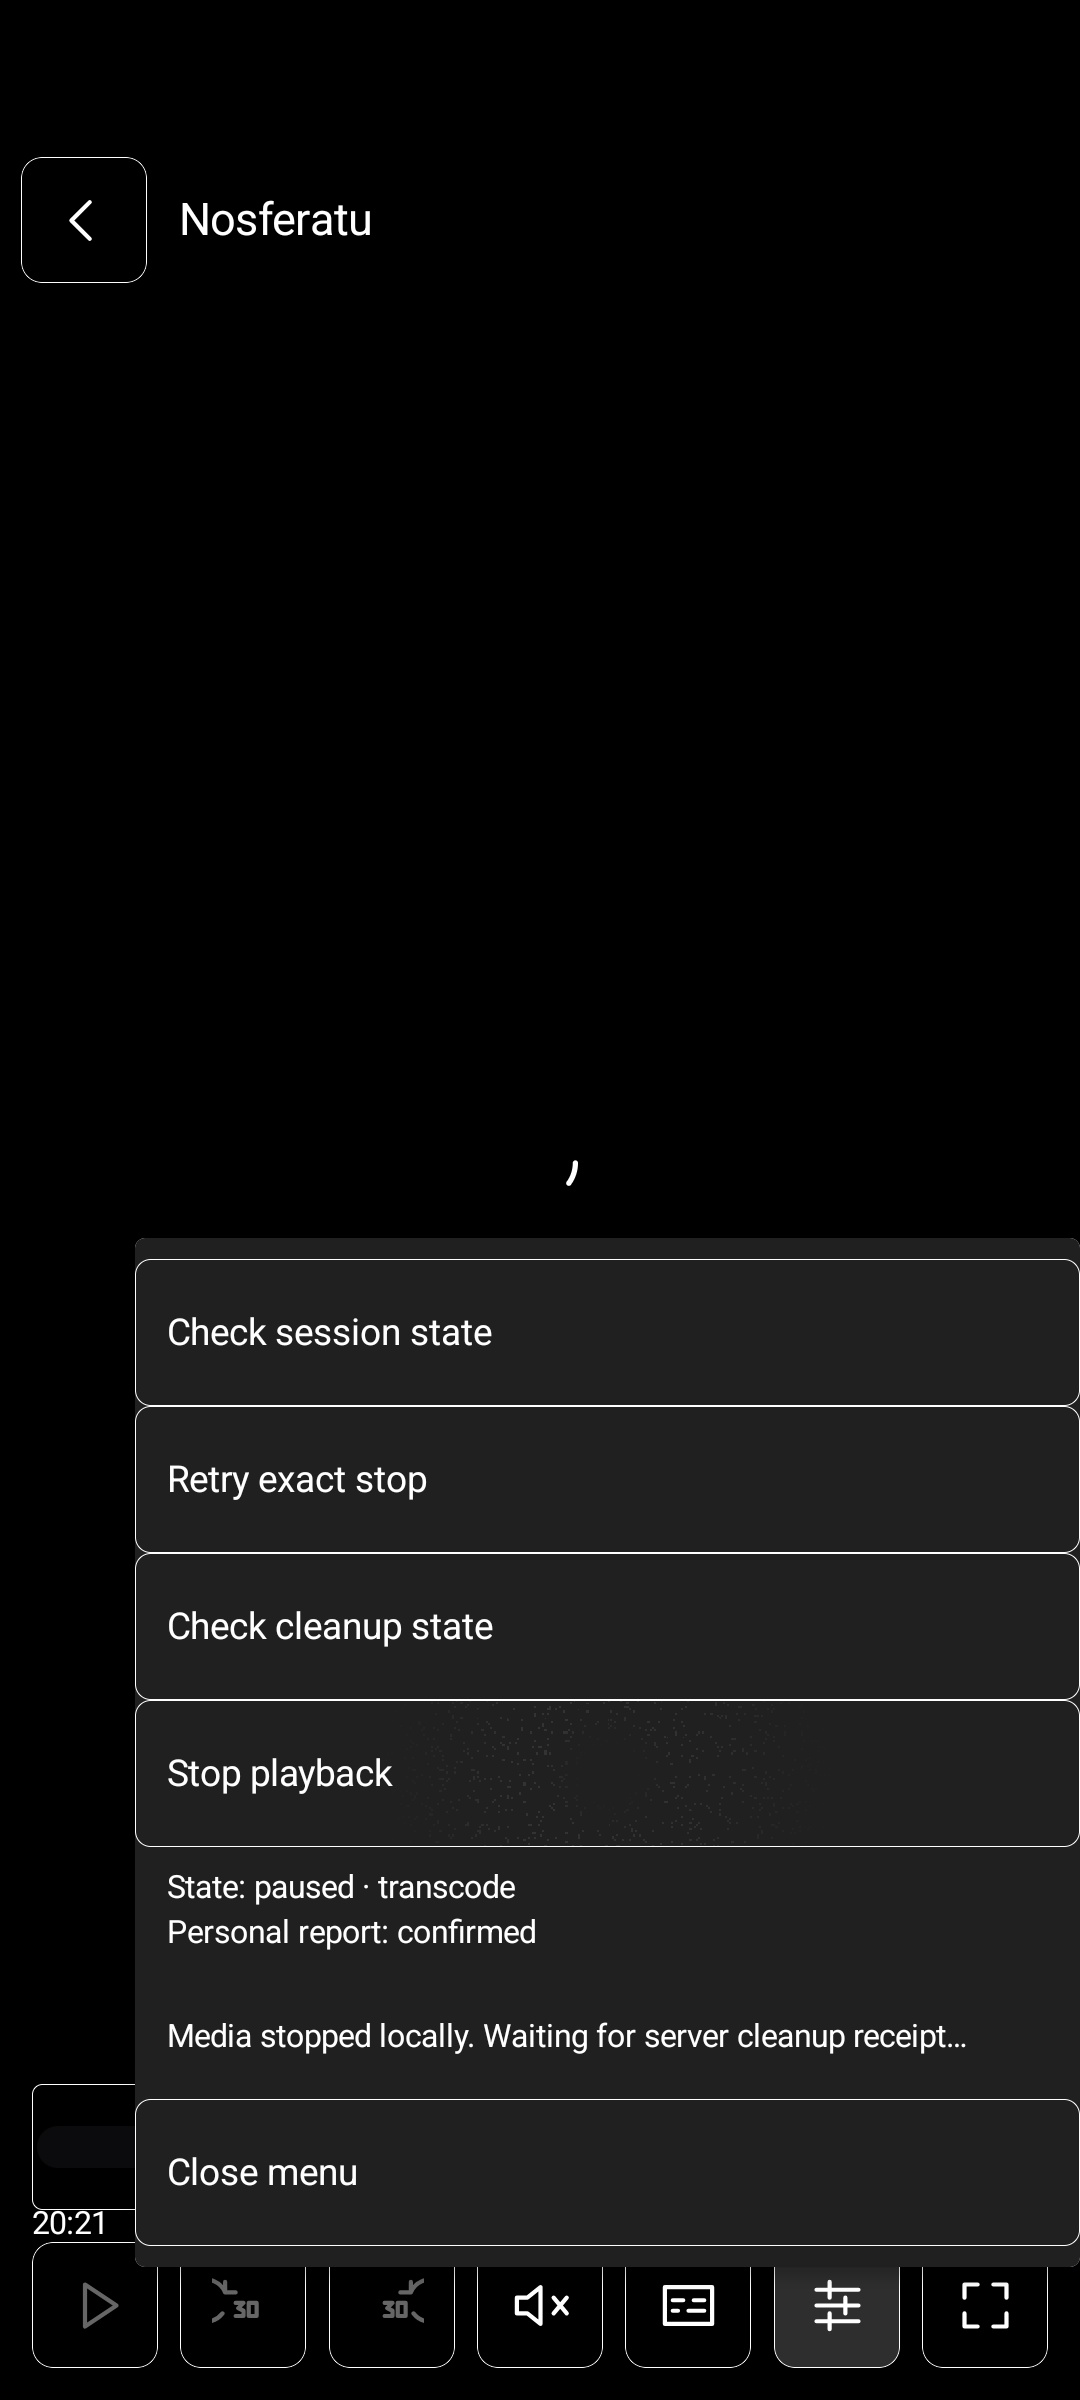 Nosferatu
Check session state
Retry exact stop
Check cleanup state
Stop playback
State: paused · transcode
Personal report: confirmed
Media stopped locally. Waiting for server cleanup receipt…
Close menu
20:21
30
30